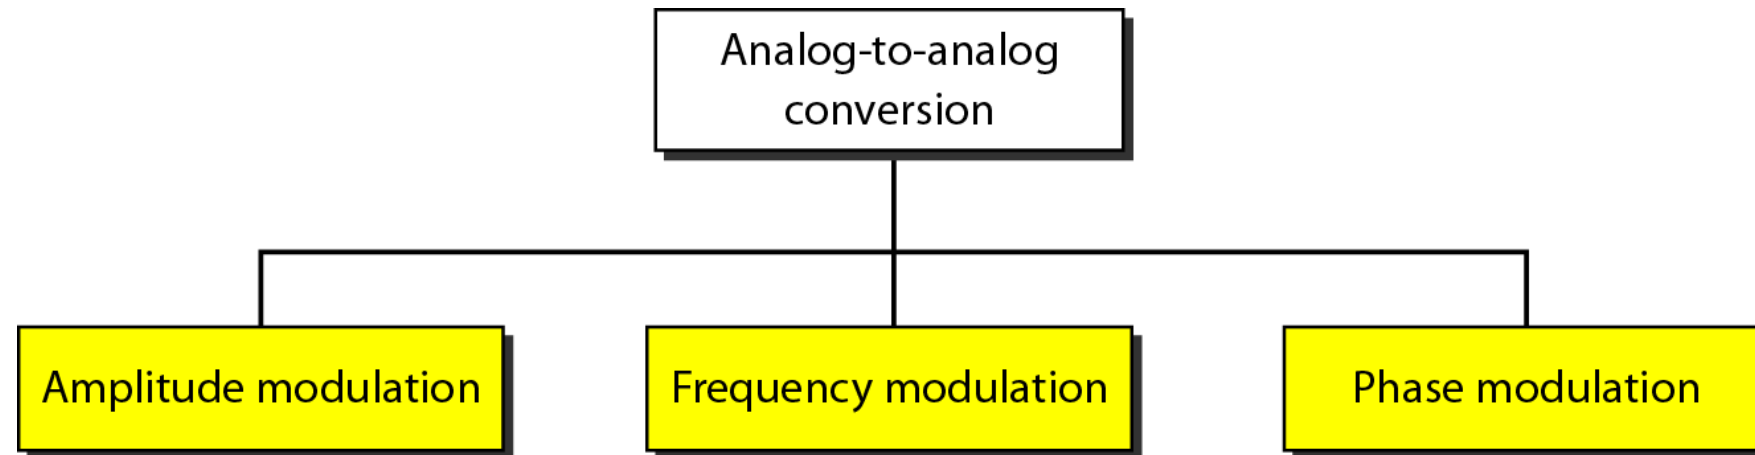 Analog-to-analog
conversion
Amplitude modulation
Frequency modulation
Phase modulation